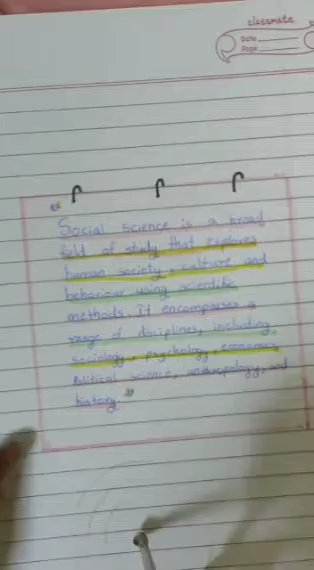 classmate
Date
Page
"Social science is a broad
field of study that explores
human society, culture and
behaviour using scientific
methods. It encompasses a
range of disciplines, including
Sociology, psychology, economics,
Political science, anthropology, and
history."